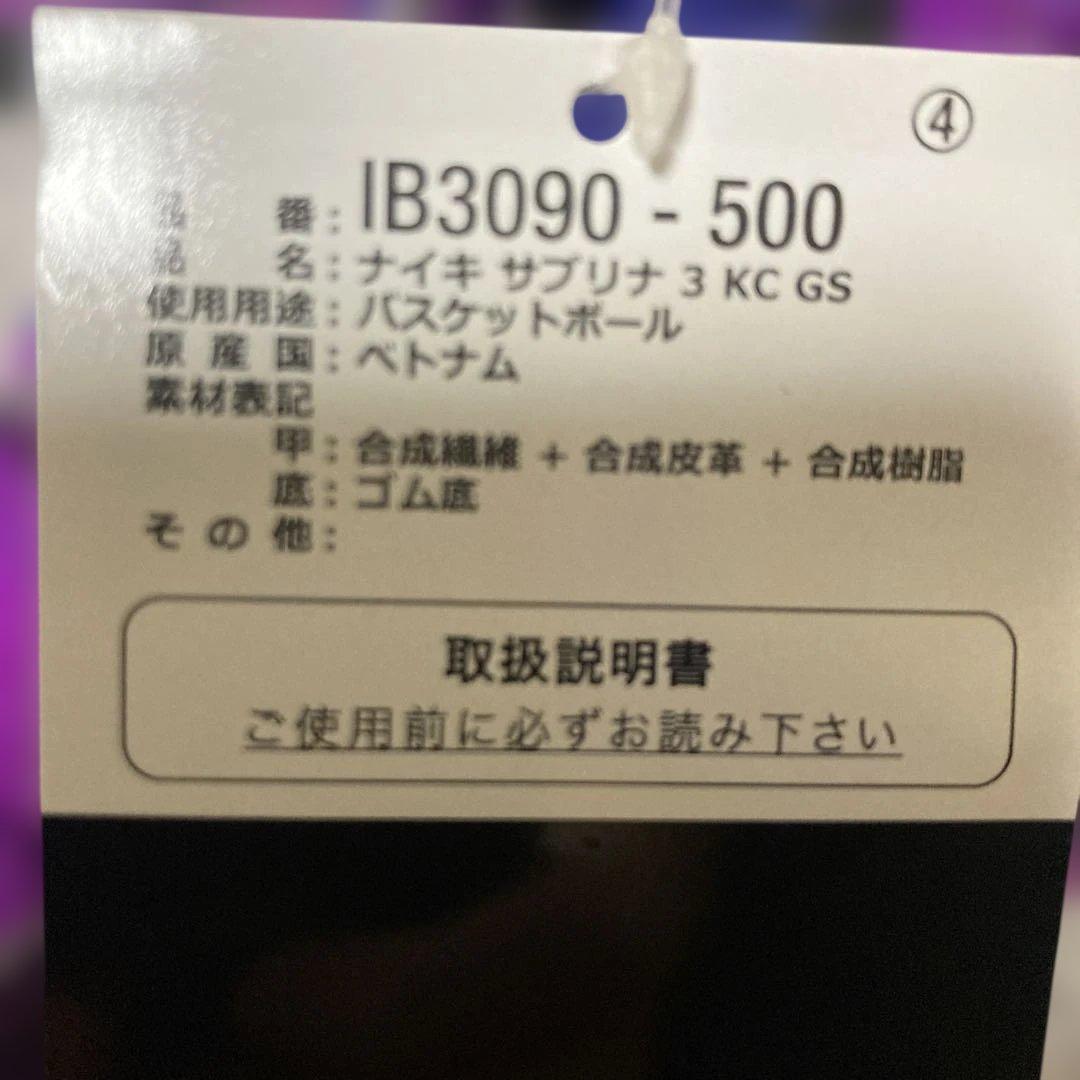 ④
品番：IB3090 - 500
品名：ナイキ サブリナ 3 KC GS
使用用途：バスケットボール
原産国：ベトナム
素材表記
甲：合成繊維 + 合成皮革 + 合成樹脂
底：ゴム底
その他：
取扱説明書
ご使用前に必ずお読み下さい